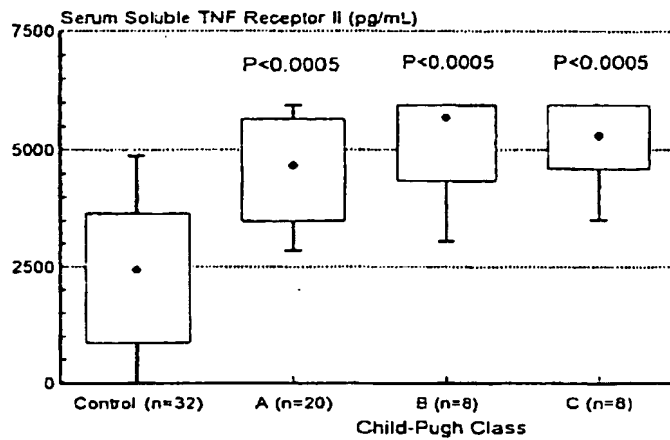 Serum Soluble TNF Receptor II (pg/mL)
7500
P<0.0005 P<0.0005 P<0.0005
5000
2500
0
Control (n=32) A (n=20) B (n=8) C (n=8)
Child-Pugh Class